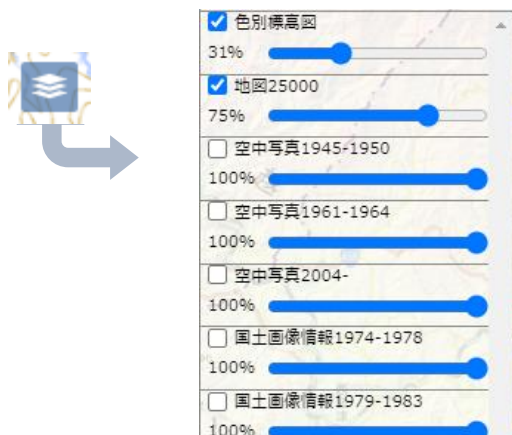 色別標高図
31%
地図25000
75%
空中写真1945-1950
100%
空中写真1961-1964
100%
空中写真2004-
100%
国土画像情報1974-1978
100%
国土画像情報1979-1983
100%